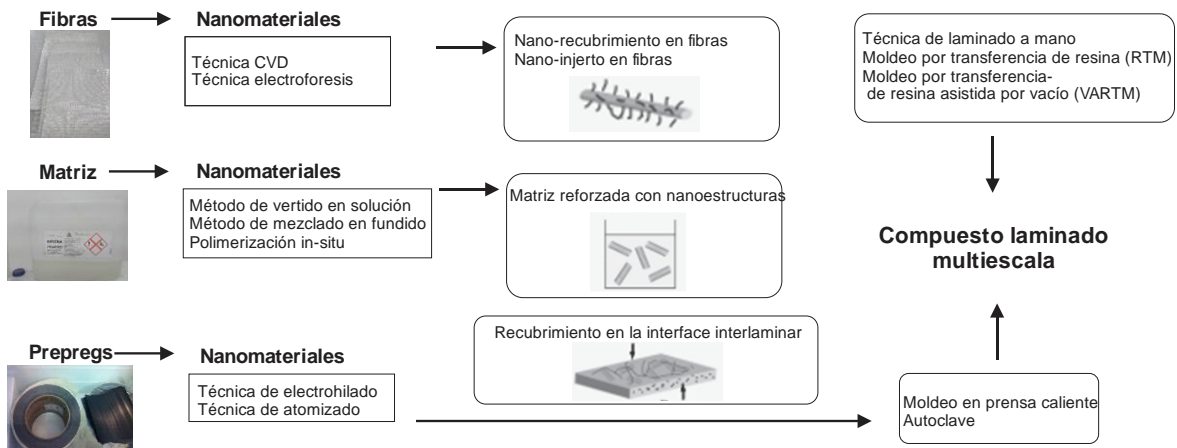 Fibras
Nanomateriales
Técnica CVD
Técnica electroforesis
Nano-recubrimiento en fibras
Nano-injerto en fibras
Técnica de laminado a mano
Moldeo por transferencia de resina (RTM)
Moldeo por transferencia-
de resina asistida por vacío (VARTM)
Matriz
Nanomateriales
Método de vertido en solución
Método de mezclado en fundido
Polimerización in-situ
Matriz reforzada con nanoestructuras
Compuesto laminado
multiescala
Prepregs
Nanomateriales
Técnica de electrohilado
Técnica de atomizado
Recubrimiento en la interface interlaminar
Moldeo en prensa caliente
Autoclave